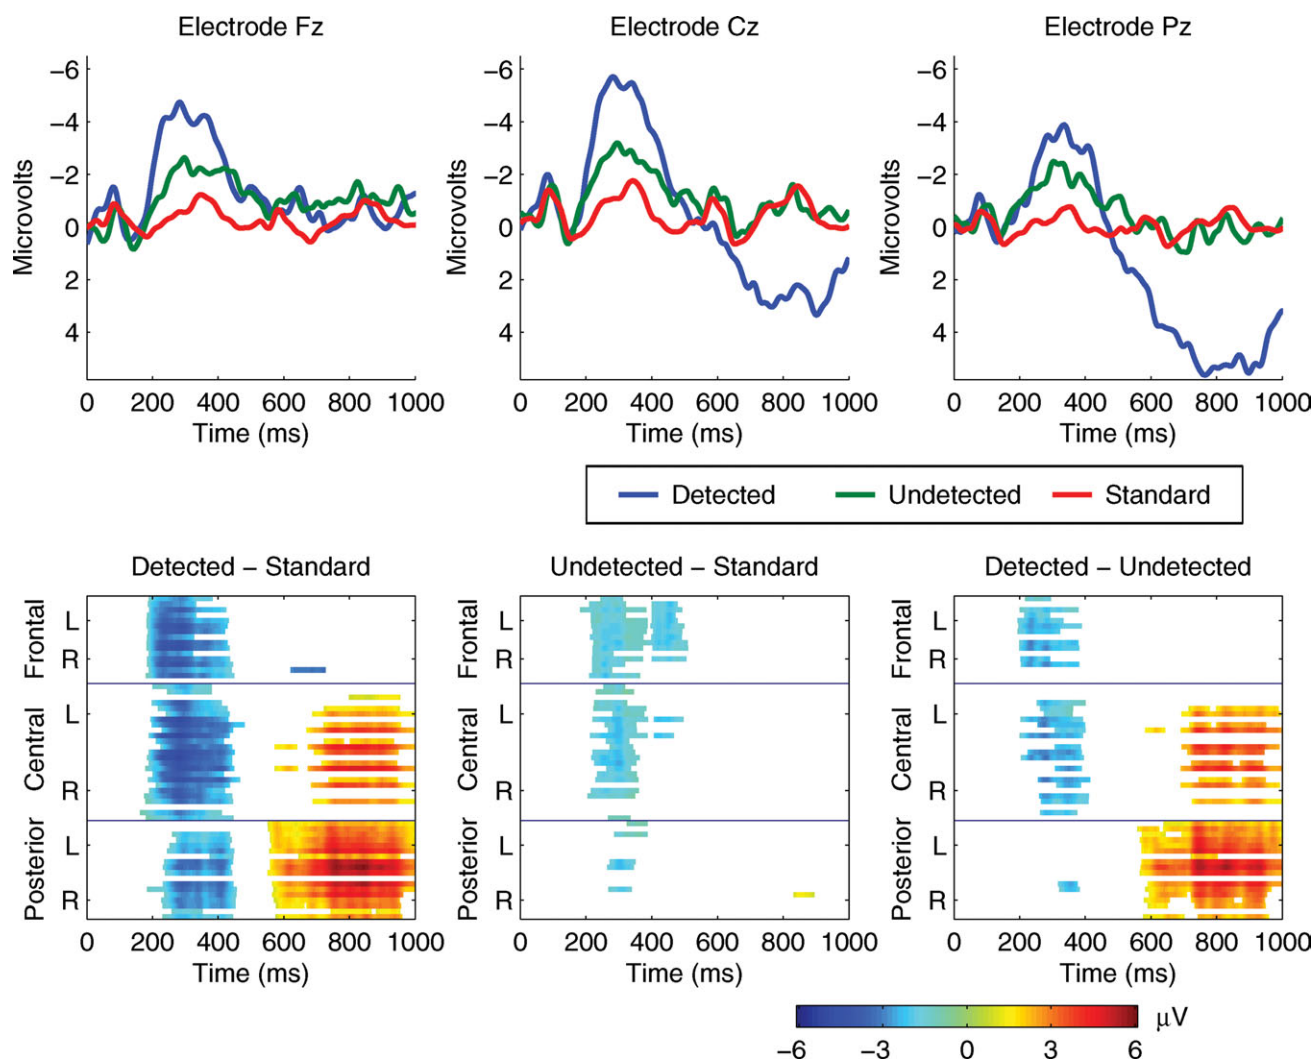 Electrode Fz
Electrode Cz
Electrode Pz
−6
−4
−2
0
2
4
Microvolts
0 200 400 600 800 1000
Time (ms)
−6
−4
−2
0
2
4
Microvolts
0 200 400 600 800 1000
Time (ms)
−6
−4
−2
0
2
4
Microvolts
0 200 400 600 800 1000
Time (ms)
Detected Undetected Standard
Detected − Standard
Undetected − Standard
Detected − Undetected
Frontal
L
R
Central
L
R
Posterior
L
R
0 200 400 600 800 1000
Time (ms)
Frontal
L
R
Central
L
R
Posterior
L
R
0 200 400 600 800 1000
Time (ms)
Frontal
L
R
Central
L
R
Posterior
L
R
0 200 400 600 800 1000
Time (ms)
−6 −3 0 3 6
μV